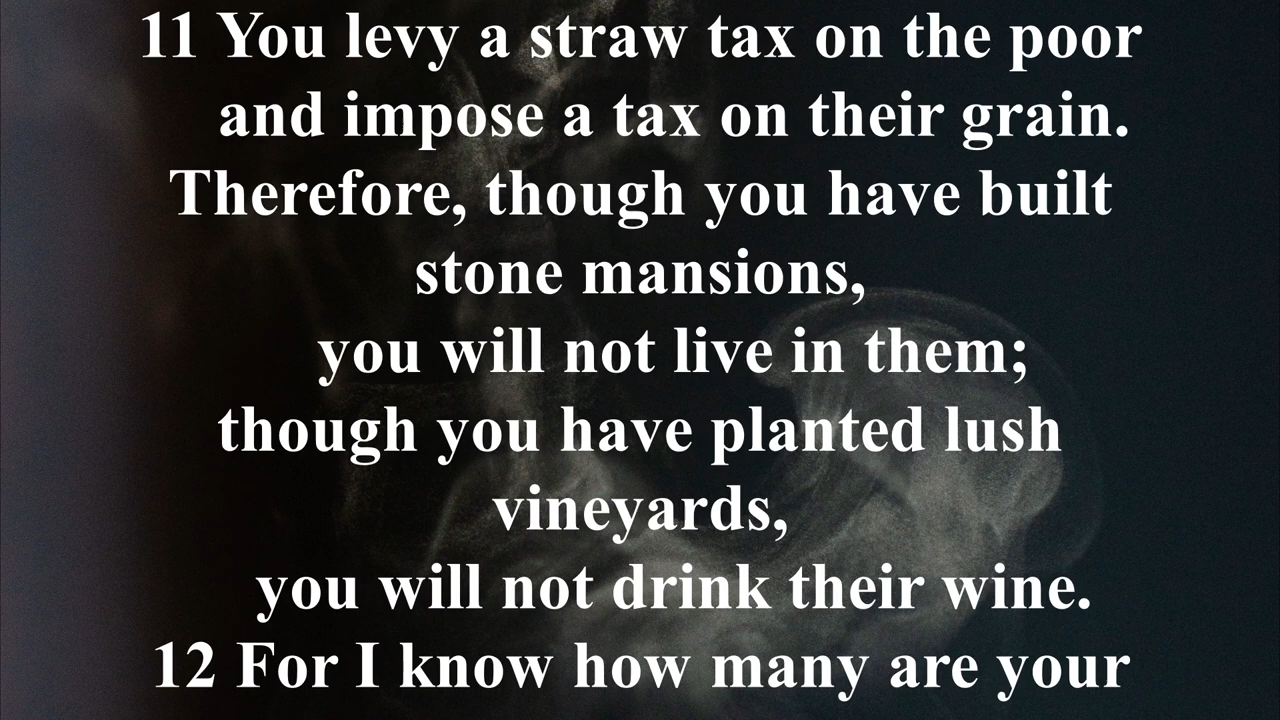 11 You levy a straw tax on the poor
and impose a tax on their grain.
Therefore, though you have built
stone mansions,
you will not live in them;
though you have planted lush
vineyards,
you will not drink their wine.
12 For I know how many are your